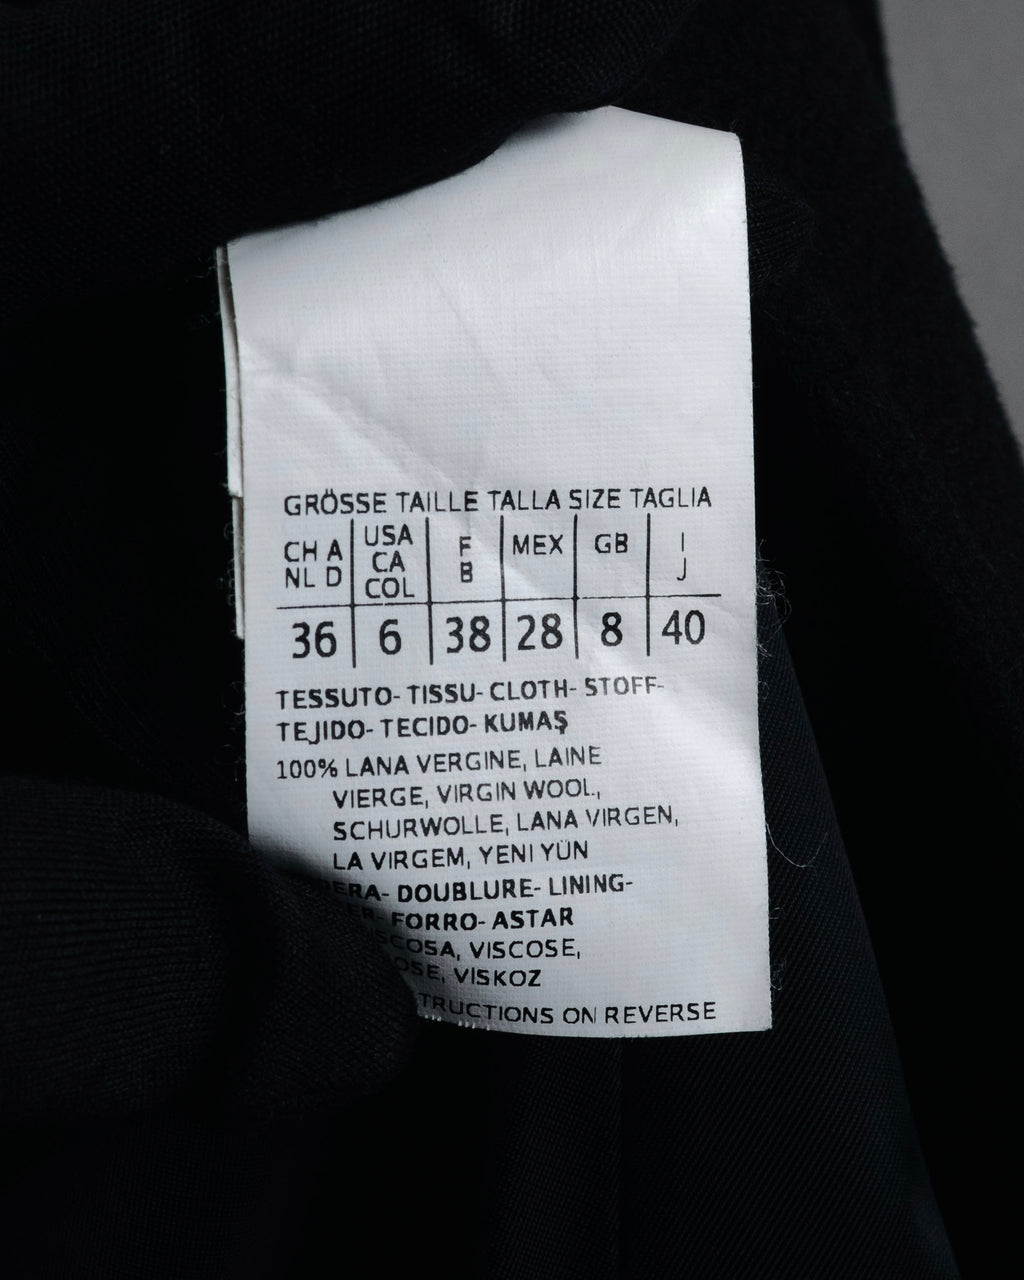 GRÖSSE TAILLE TALLA SIZE TAGLIA
CH A NL D | USA CA COL | F B | MEX | GB | I J
36 | 6 | 38 | 28 | 8 | 40
TESSUTO- TISSU- CLOTH- STOFF-
TEJIDO- TECIDO- KUMAŞ
100% LANA VERGINE, LAINE
VIERGE, VIRGIN WOOL,
SCHURWOLLE, LANA VIRGEN,
LA VIRGEM, YENI YÜN
DOUBLURE- LINING-
FORRO- ASTAR
VISCOSE,
VISKOZ
ON REVERSE